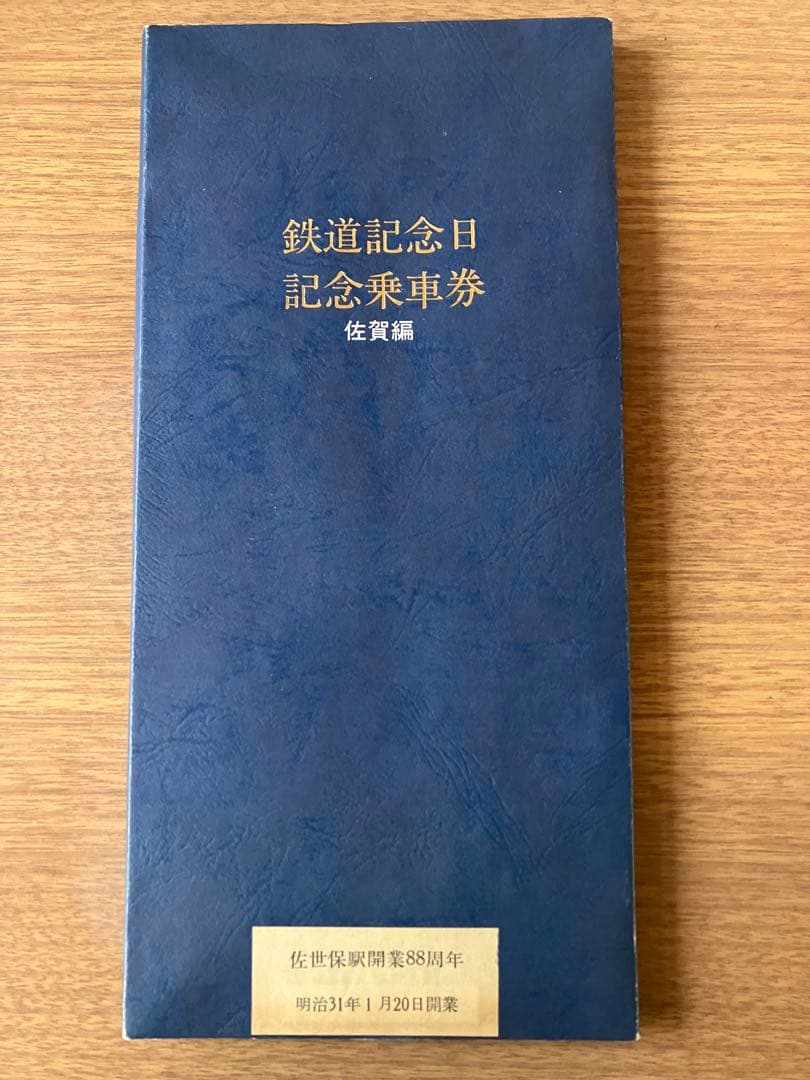 鉄道記念日
記念乗車券
佐賀編
佐世保駅開業88周年
明治31年1月20日開業